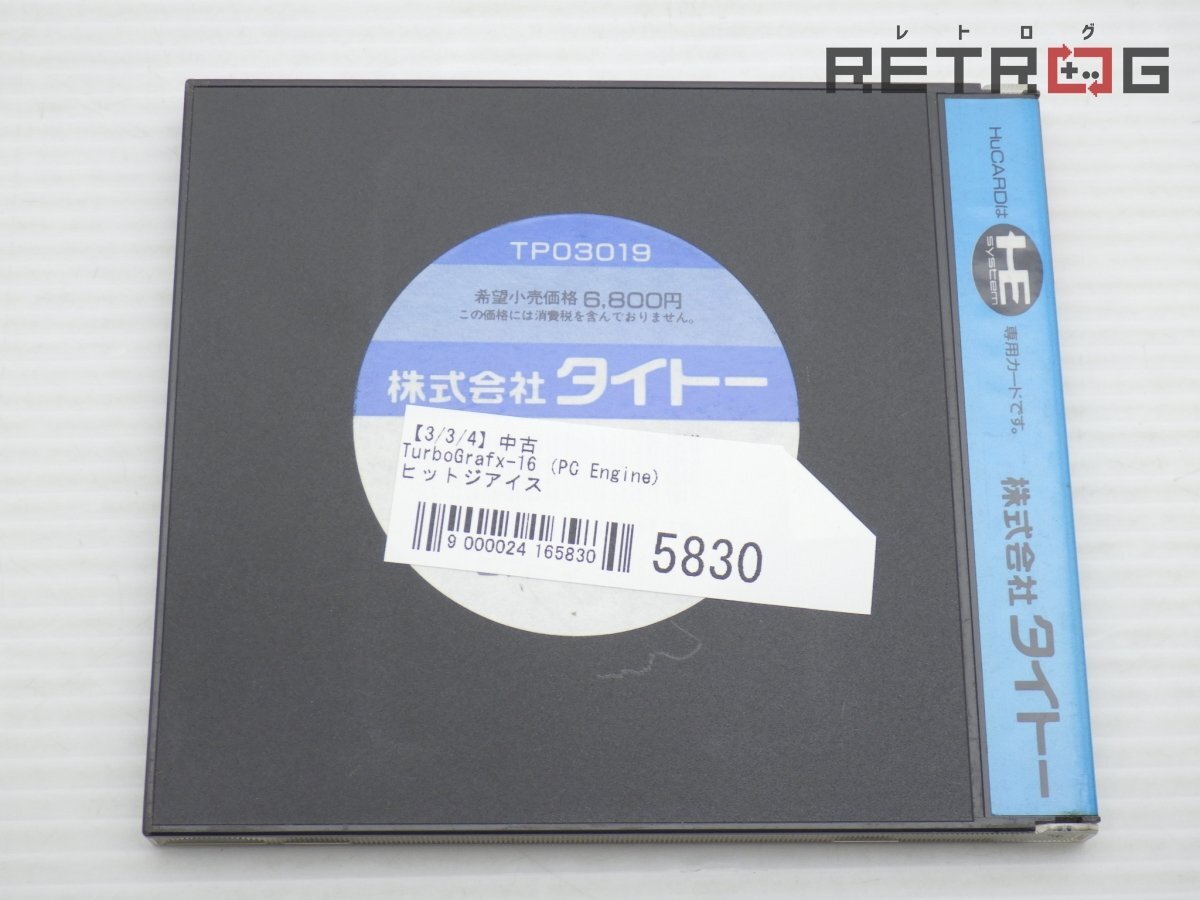 レトログ
RETROG
TP03019
希望小売価格 6,800円
この価格には消費税を含んでおりません。
株式会社 タイトー
【3/3/4】中古
TurboGrafx-16 (PC Engine)
ヒットジアイス
9 000024 165830
5830
HuCARDは HE system 専用カードです。
株式会社 タイトー